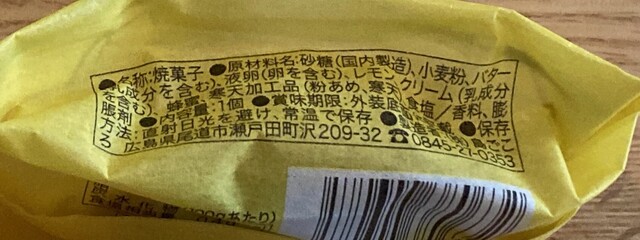 ●名称:焼菓子 ●原材料名:砂糖(国内製造)、小麦粉、バター
(乳成分を含む)、液卵(卵を含む)、レモンクリーム(乳成分
を含む)、蜂蜜、寒天加工品(粉あめ、寒天)、食塩/香料、膨
脹剤 ●内容量:1個 ●賞味期限:外装底 ●保存
方法:直射日光を避け、常温で保存
広島県尾道市瀬戸田町沢209-32 ☎0845-27-0353
たり)